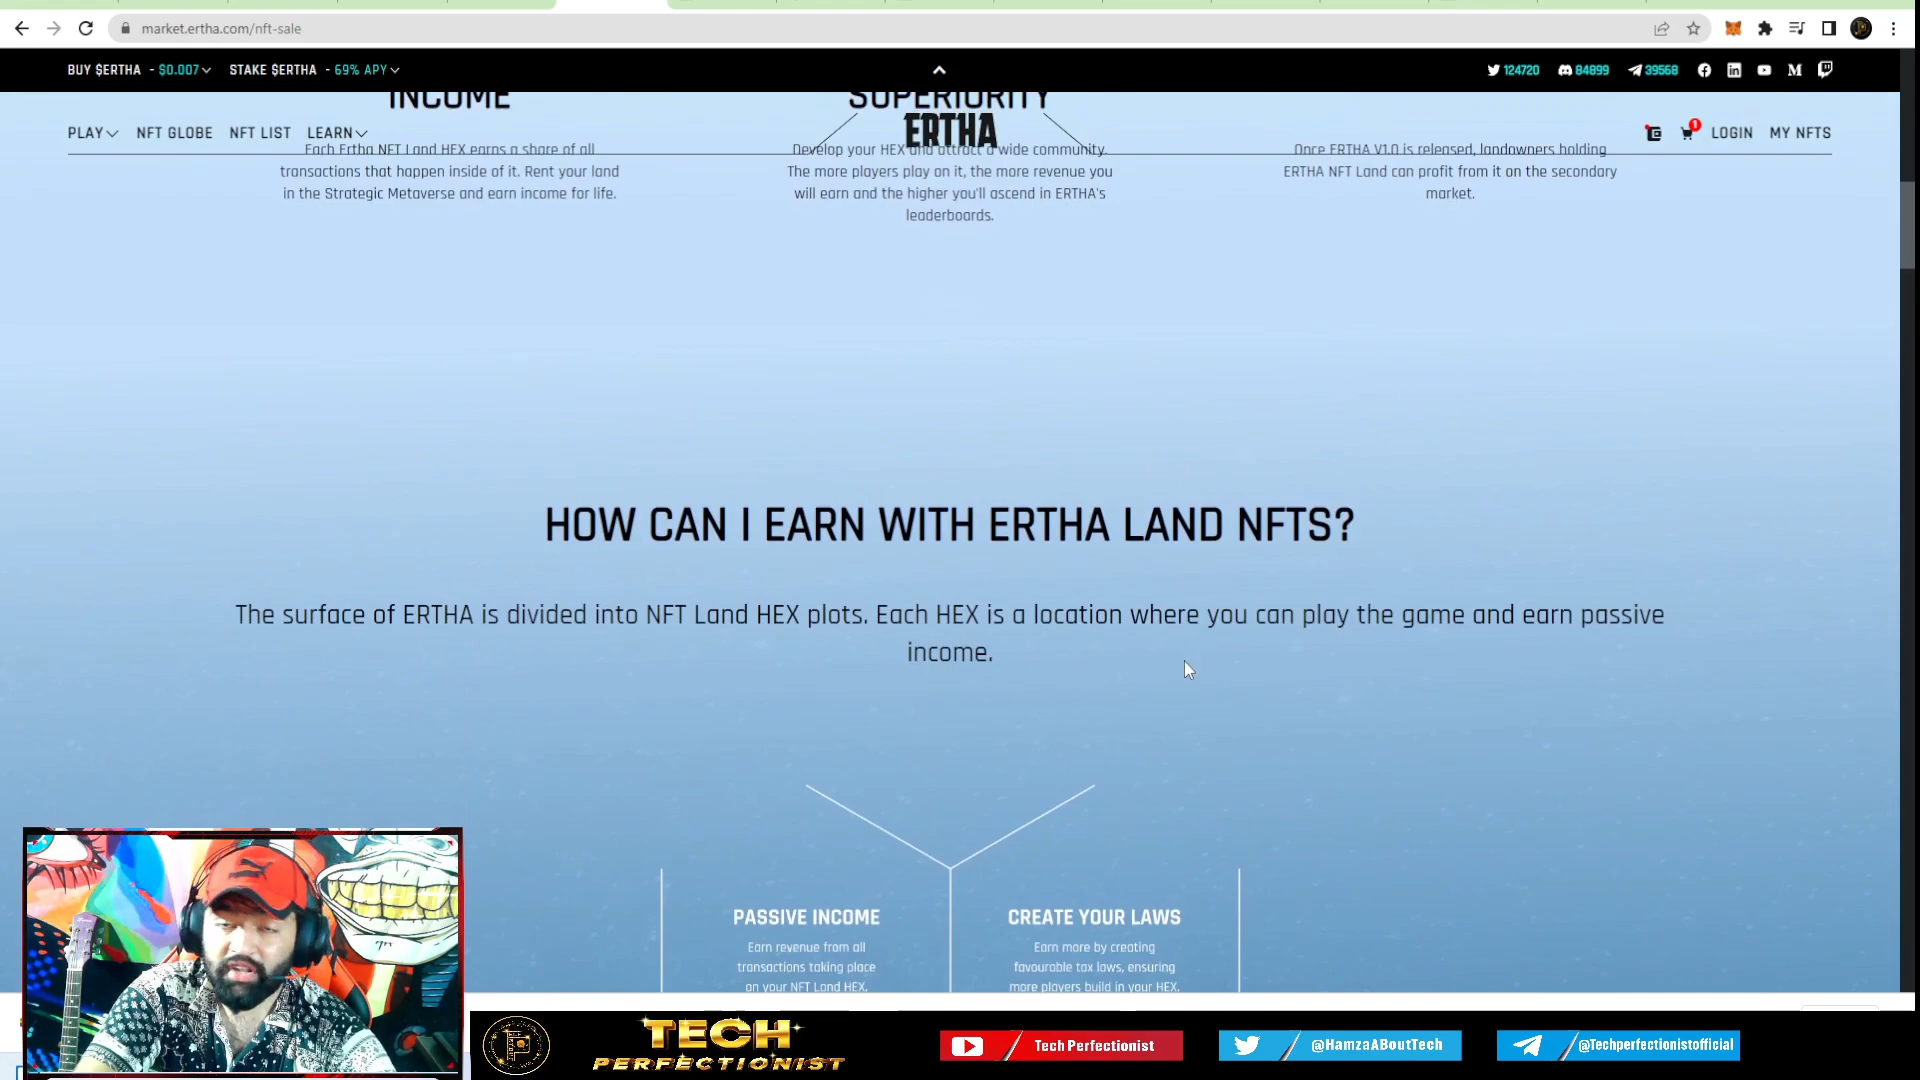 market.ertha.com/nft-sale
BUY $ERTHA - $0.007 STAKE $ERTHA - 69% APY 124720 84899 39568
INCOME SUPERIORITY
PLAY NFT GLOBE NFT LIST LEARN ERTHA 1 LOGIN MY NFTS
Each Ertha NFT Land HEX earns a share of all
transactions that happen inside of it. Rent your land
in the Strategic Metaverse and earn income for life.
Develop your HEX and attract a wide community.
The more players play on it, the more revenue you
will earn and the higher you'll ascend in ERTHA's
leaderboards.
Once ERTHA V1.0 is released, landowners holding
ERTHA NFT Land can profit from it on the secondary
market.
HOW CAN I EARN WITH ERTHA LAND NFTS?
The surface of ERTHA is divided into NFT Land HEX plots. Each HEX is a location where you can play the game and earn passive
income.
PASSIVE INCOME
Earn revenue from all
transactions taking place
on your NFT Land HEX.
CREATE YOUR LAWS
Earn more by creating
favourable tax laws, ensuring
more players build in your HEX.
TECH
PERFECTIONIST
Tech Perfectionist
@HamzaABoutTech
@Techperfectionistofficial